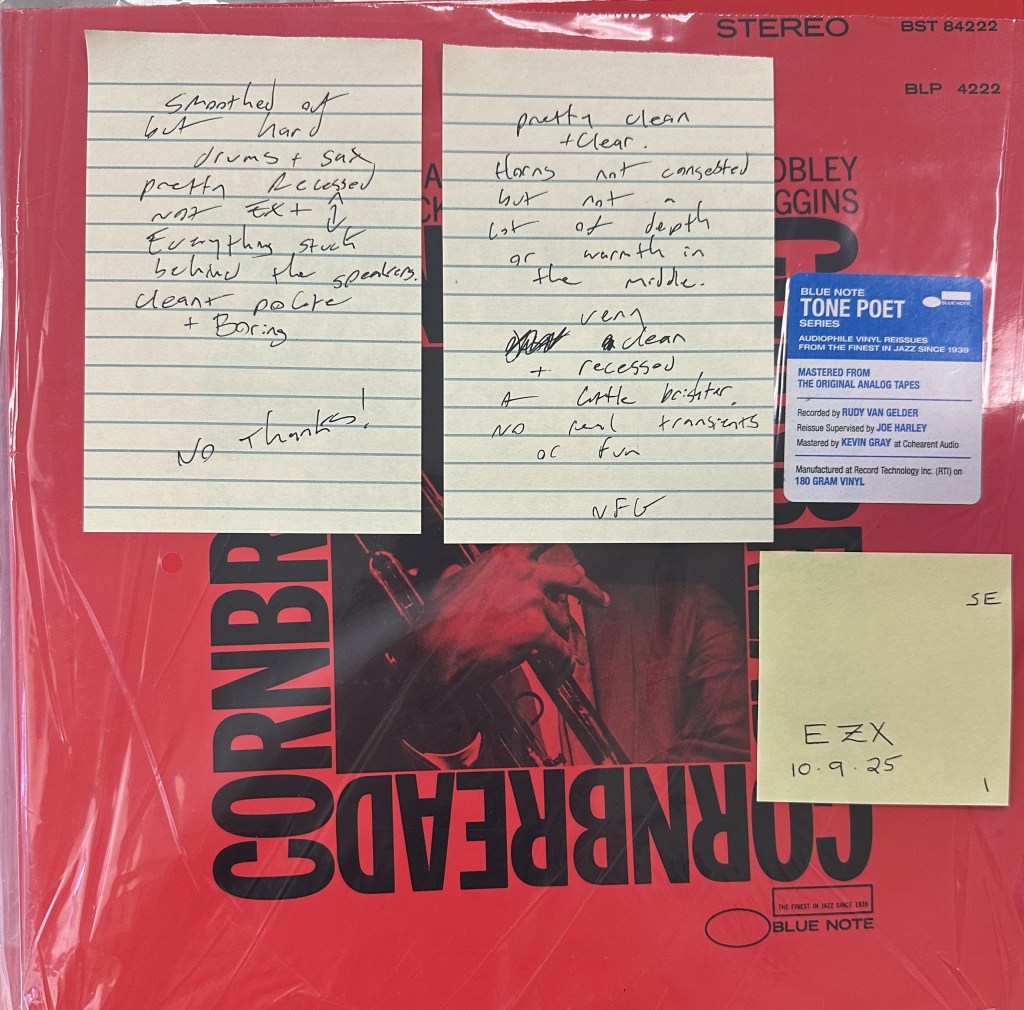 STEREO
BST 84222
BLP 4222
OBLEY
GGINS
smoothed out
but hard
drums + sax
pretty Recessed
not Ext
Everything stuck
behind the speakers.
clean + polite
+ Boring
No Thanks!
pretty clean
+ Clear.
Horns not congested
but not a
lot of depth
or warmth in
the middle.
very
clean
+ recessed
A little brighter.
NO real transients
or fun
NFG
BLUE NOTE
TONE POET
SERIES
BLUE NOTE
AUDIOPHILE VINYL REISSUES
FROM THE FINEST IN JAZZ SINCE 1939
MASTERED FROM
THE ORIGINAL ANALOG TAPES
Recorded by RUDY VAN GELDER
Reissue Supervised by JOE HARLEY
Mastered by KEVIN GRAY at Cohearent Audio
Manufactured at Record Technology Inc. (RTI) on
180 GRAM VINYL
SE
EZX
10.9.25
1
CORNBR
CORNBREAD
THE FINEST IN JAZZ SINCE 1939
BLUE NOTE